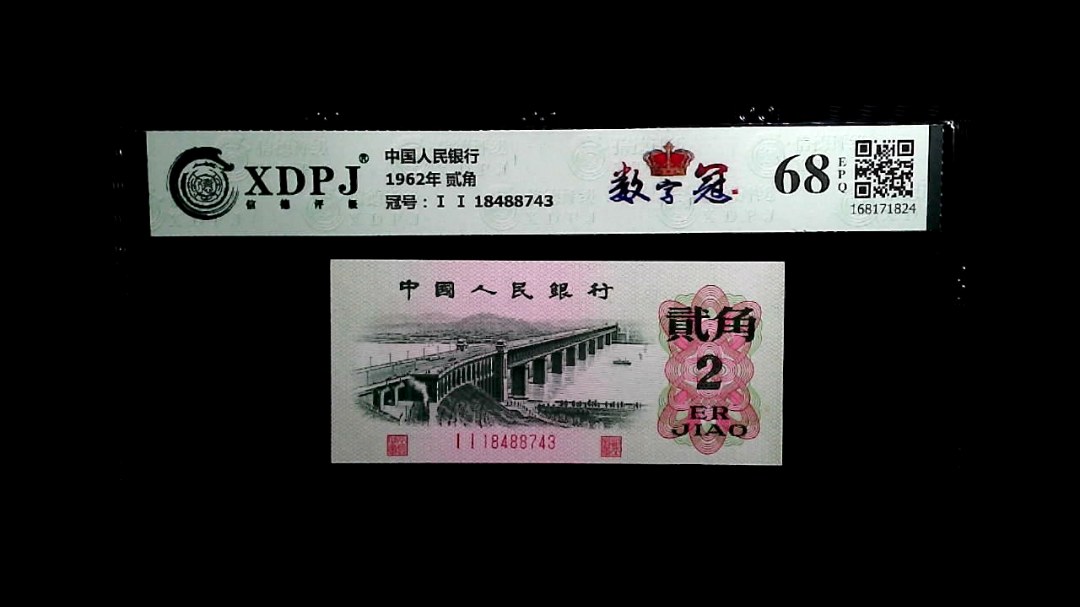 XDPJ®
信德评级
中国人民银行
1962年 贰角
冠号：I I 18488743
数字冠
68
EPQ
168171824
中國人民銀行
貳角
2
ER
JIAO
I I 18488743